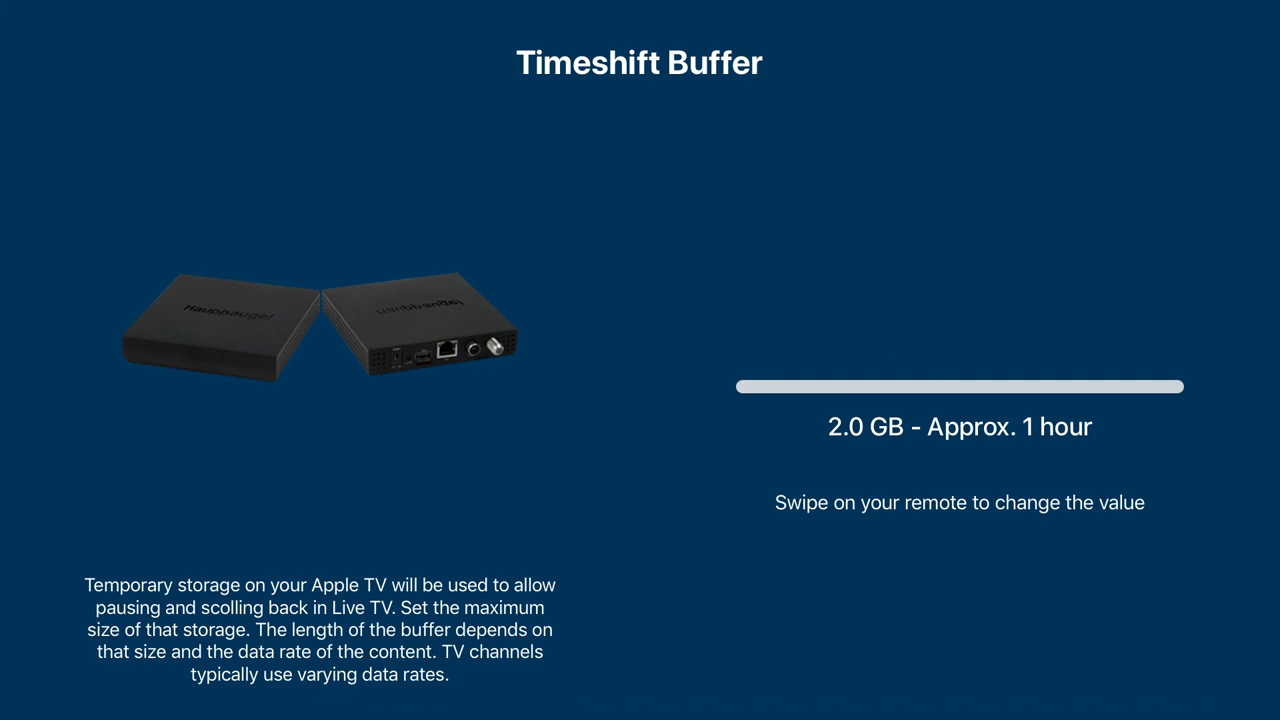 Timeshift Buffer
Hauppauge!
Hauppauge!
2.0 GB - Approx. 1 hour
Swipe on your remote to change the value
Temporary storage on your Apple TV will be used to allow
pausing and scolling back in Live TV. Set the maximum
size of that storage. The length of the buffer depends on
that size and the data rate of the content. TV channels
typically use varying data rates.